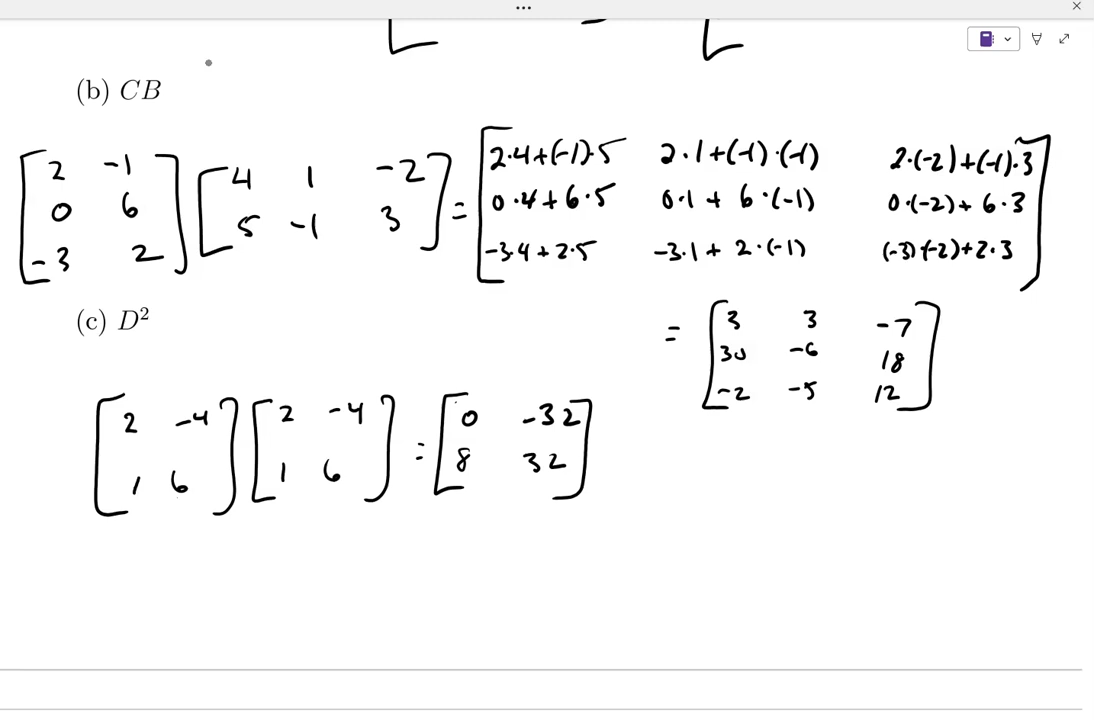 (b) CB
[2 -1; 0 6; -3 2] [4 1 -2; 5 -1 3] = [2·4+(-1)·5 2·1+(-1)·(-1) 2·(-2)+(-1)·3; 0·4+6·5 0·1+6·(-1) 0·(-2)+6·3; -3·4+2·5 -3·1+2·(-1) (-3)(-2)+2·3]
(c) D²
= [3 3 -7; 30 -6 18; -2 -5 12]
[2 -4; 1 6] [2 -4; 1 6] = [0 -32; 8 32]